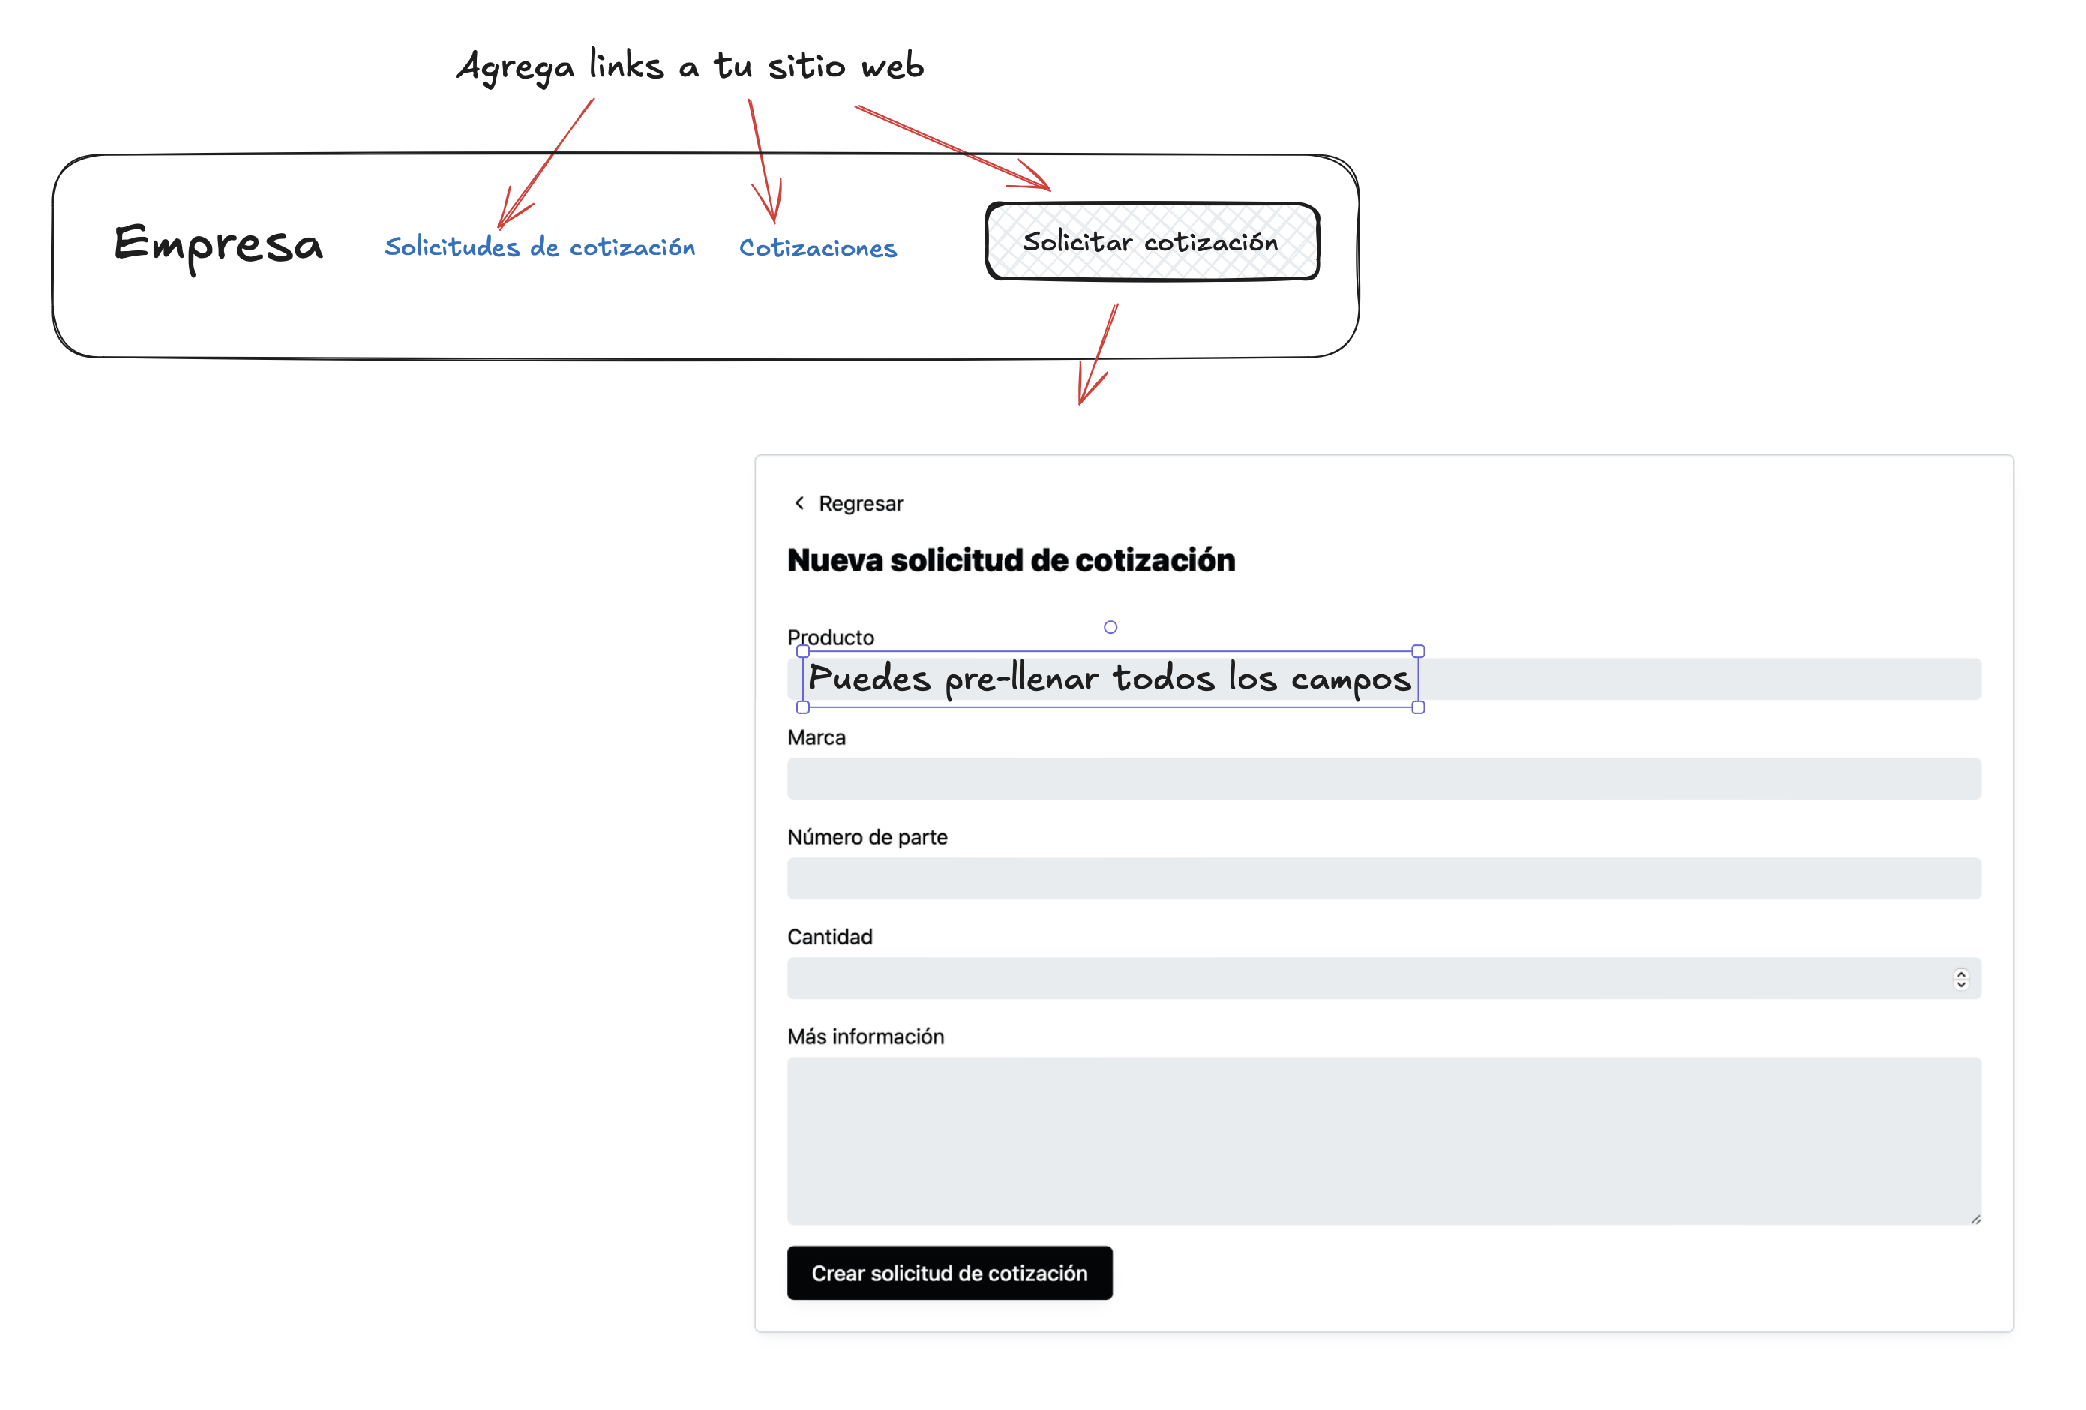 Agrega links a tu sitio web
Empresa
Solicitudes de cotización
Cotizaciones
Solicitar cotización
Regresar
Nueva solicitud de cotización
Producto
Puedes pre-llenar todos los campos
Marca
Número de parte
Cantidad
Más información
Crear solicitud de cotización